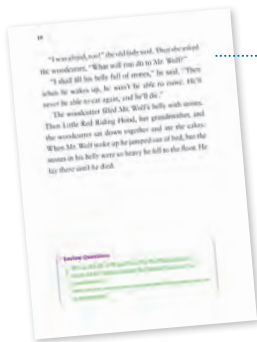 "I was afraid, too!" the old lady said. Then she asked
the woodcutter, "What will you do to Mr. Wolf?"
"I shall fill his belly full of stones," he said. "Then
when he wakes up, he won't be able to move. He'll
never be able to eat again, and he'll die."
The woodcutter filled Mr. Wolf's belly with stones.
Then Little Red Riding Hood, her grandmother, and
the woodcutter sat down together and ate the cakes.
When Mr. Wolf woke up he jumped out of bed, but the
stones in his belly were so heavy he fell to the floor. He
lay there until he died.
Review Questions